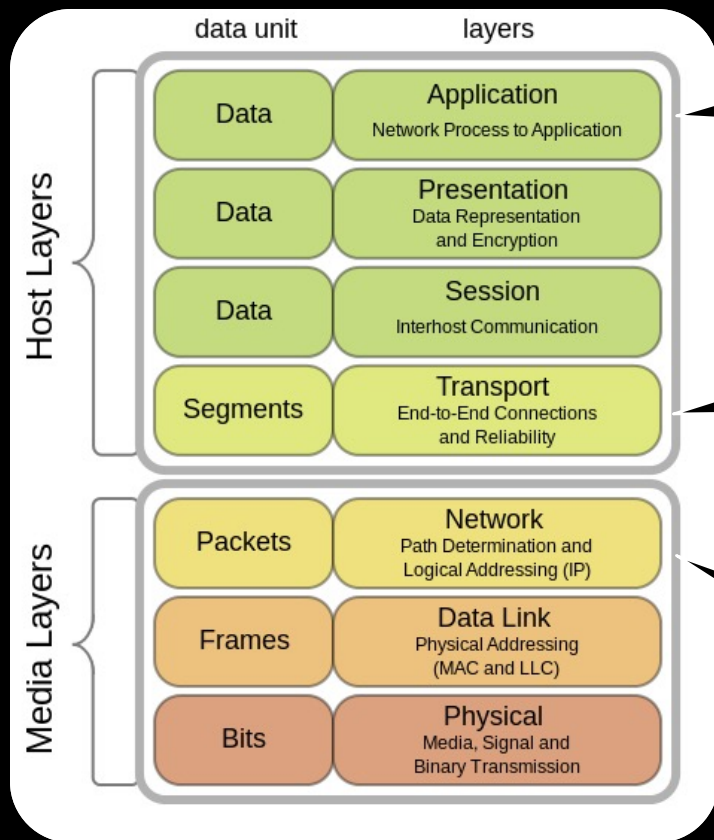 data unit layers
Host Layers
Data
Application
Network Process to Application
Data
Presentation
Data Representation
and Encryption
Data
Session
Interhost Communication
Segments
Transport
End-to-End Connections
and Reliability
Media Layers
Packets
Network
Path Determination and
Logical Addressing (IP)
Frames
Data Link
Physical Addressing
(MAC and LLC)
Bits
Physical
Media, Signal and
Binary Transmission